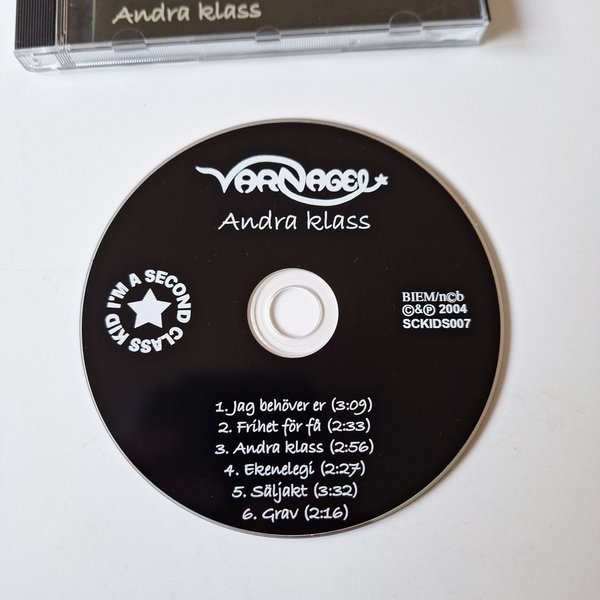 Andra klass
VARNAGEL
Andra klass
I'M A SECOND CLASS KID
BIEM/n©b
©&℗ 2004
SCKIDS007
1. Jag behöver er (3:09)
2. Frihet för få (2:33)
3. Andra klass (2:56)
4. Ekenelegi (2:27)
5. Säljakt (3:32)
6. Grav (2:16)